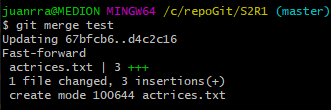 juanrra@MEDION MINGW64 /c/repoGit/S2R1 (master)
$ git merge test
Updating 67bfcb6..d4c2c16
Fast-forward
 actrices.txt | 3 +++
 1 file changed, 3 insertions(+)
 create mode 100644 actrices.txt